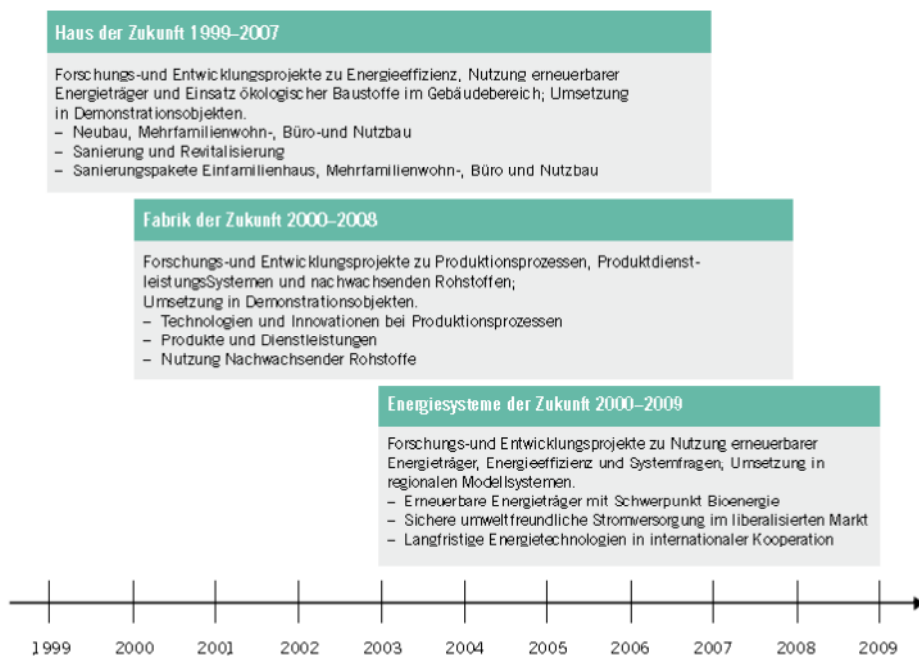 Haus der Zukunft 1999–2007
Forschungs-und Entwicklungsprojekte zu Energieeffizienz, Nutzung erneuerbarer
Energieträger und Einsatz ökologischer Baustoffe im Gebäudebereich; Umsetzung
in Demonstrationsobjekten.
– Neubau, Mehrfamilienwohn-, Büro-und Nutzbau
– Sanierung und Revitalisierung
– Sanierungspakete Einfamilienhaus, Mehrfamilienwohn-, Büro und Nutzbau
Fabrik der Zukunft 2000–2008
Forschungs-und Entwicklungsprojekte zu Produktionsprozessen, Produktdienst-
leistungsSystemen und nachwachsenden Rohstoffen;
Umsetzung in Demonstrationsobjekten.
– Technologien und Innovationen bei Produktionsprozessen
– Produkte und Dienstleistungen
– Nutzung Nachwachsender Rohstoffe
Energiesysteme der Zukunft 2000–2009
Forschungs-und Entwicklungsprojekte zu Nutzung erneuerbarer
Energieträger, Energieeffizienz und Systemfragen; Umsetzung in
regionalen Modellsystemen.
– Erneuerbare Energieträger mit Schwerpunkt Bioenergie
– Sichere umweltfreundliche Stromversorgung im liberalisierten Markt
– Langfristige Energietechnologien in internationaler Kooperation
1999 2000 2001 2002 2003 2004 2005 2006 2007 2008 2009